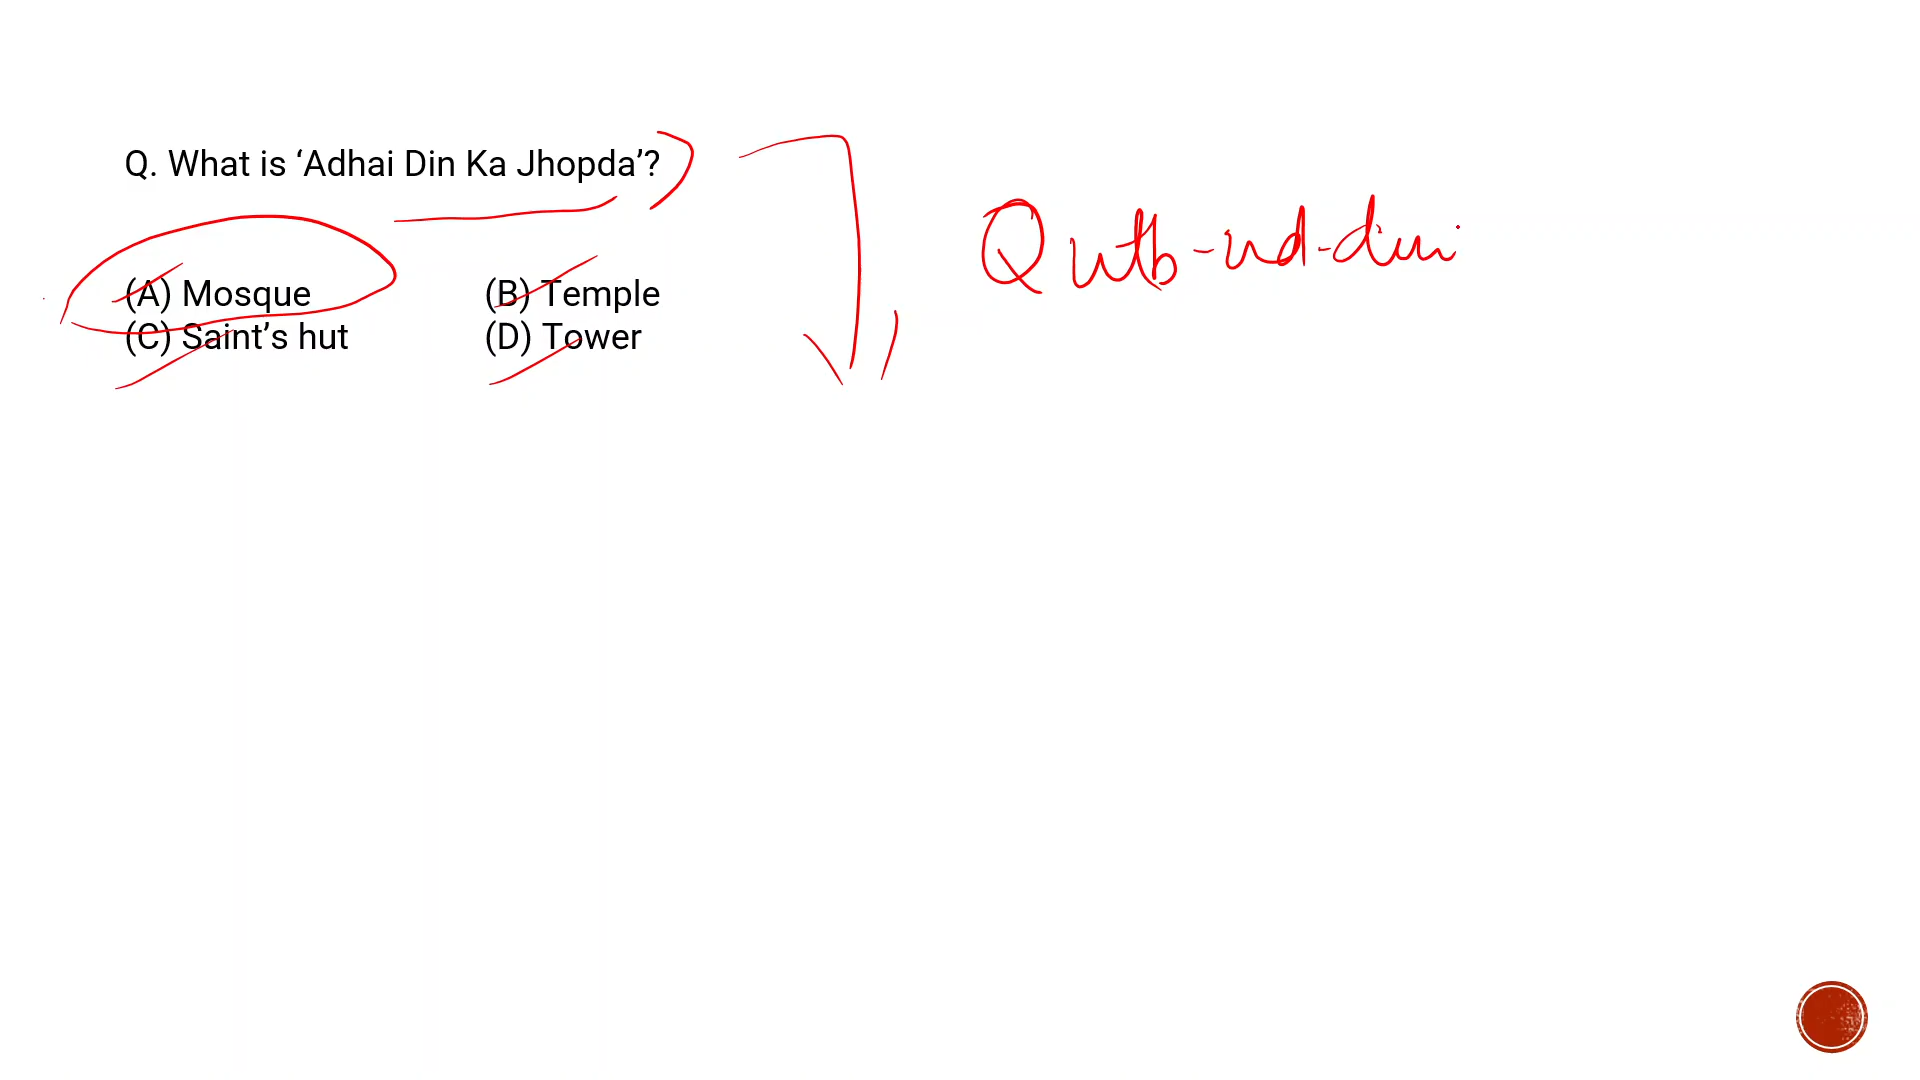 Q. What is ‘Adhai Din Ka Jhopda’?
(A) Mosque (B) Temple
(C) Saint’s hut (D) Tower
Qutb-ud-din